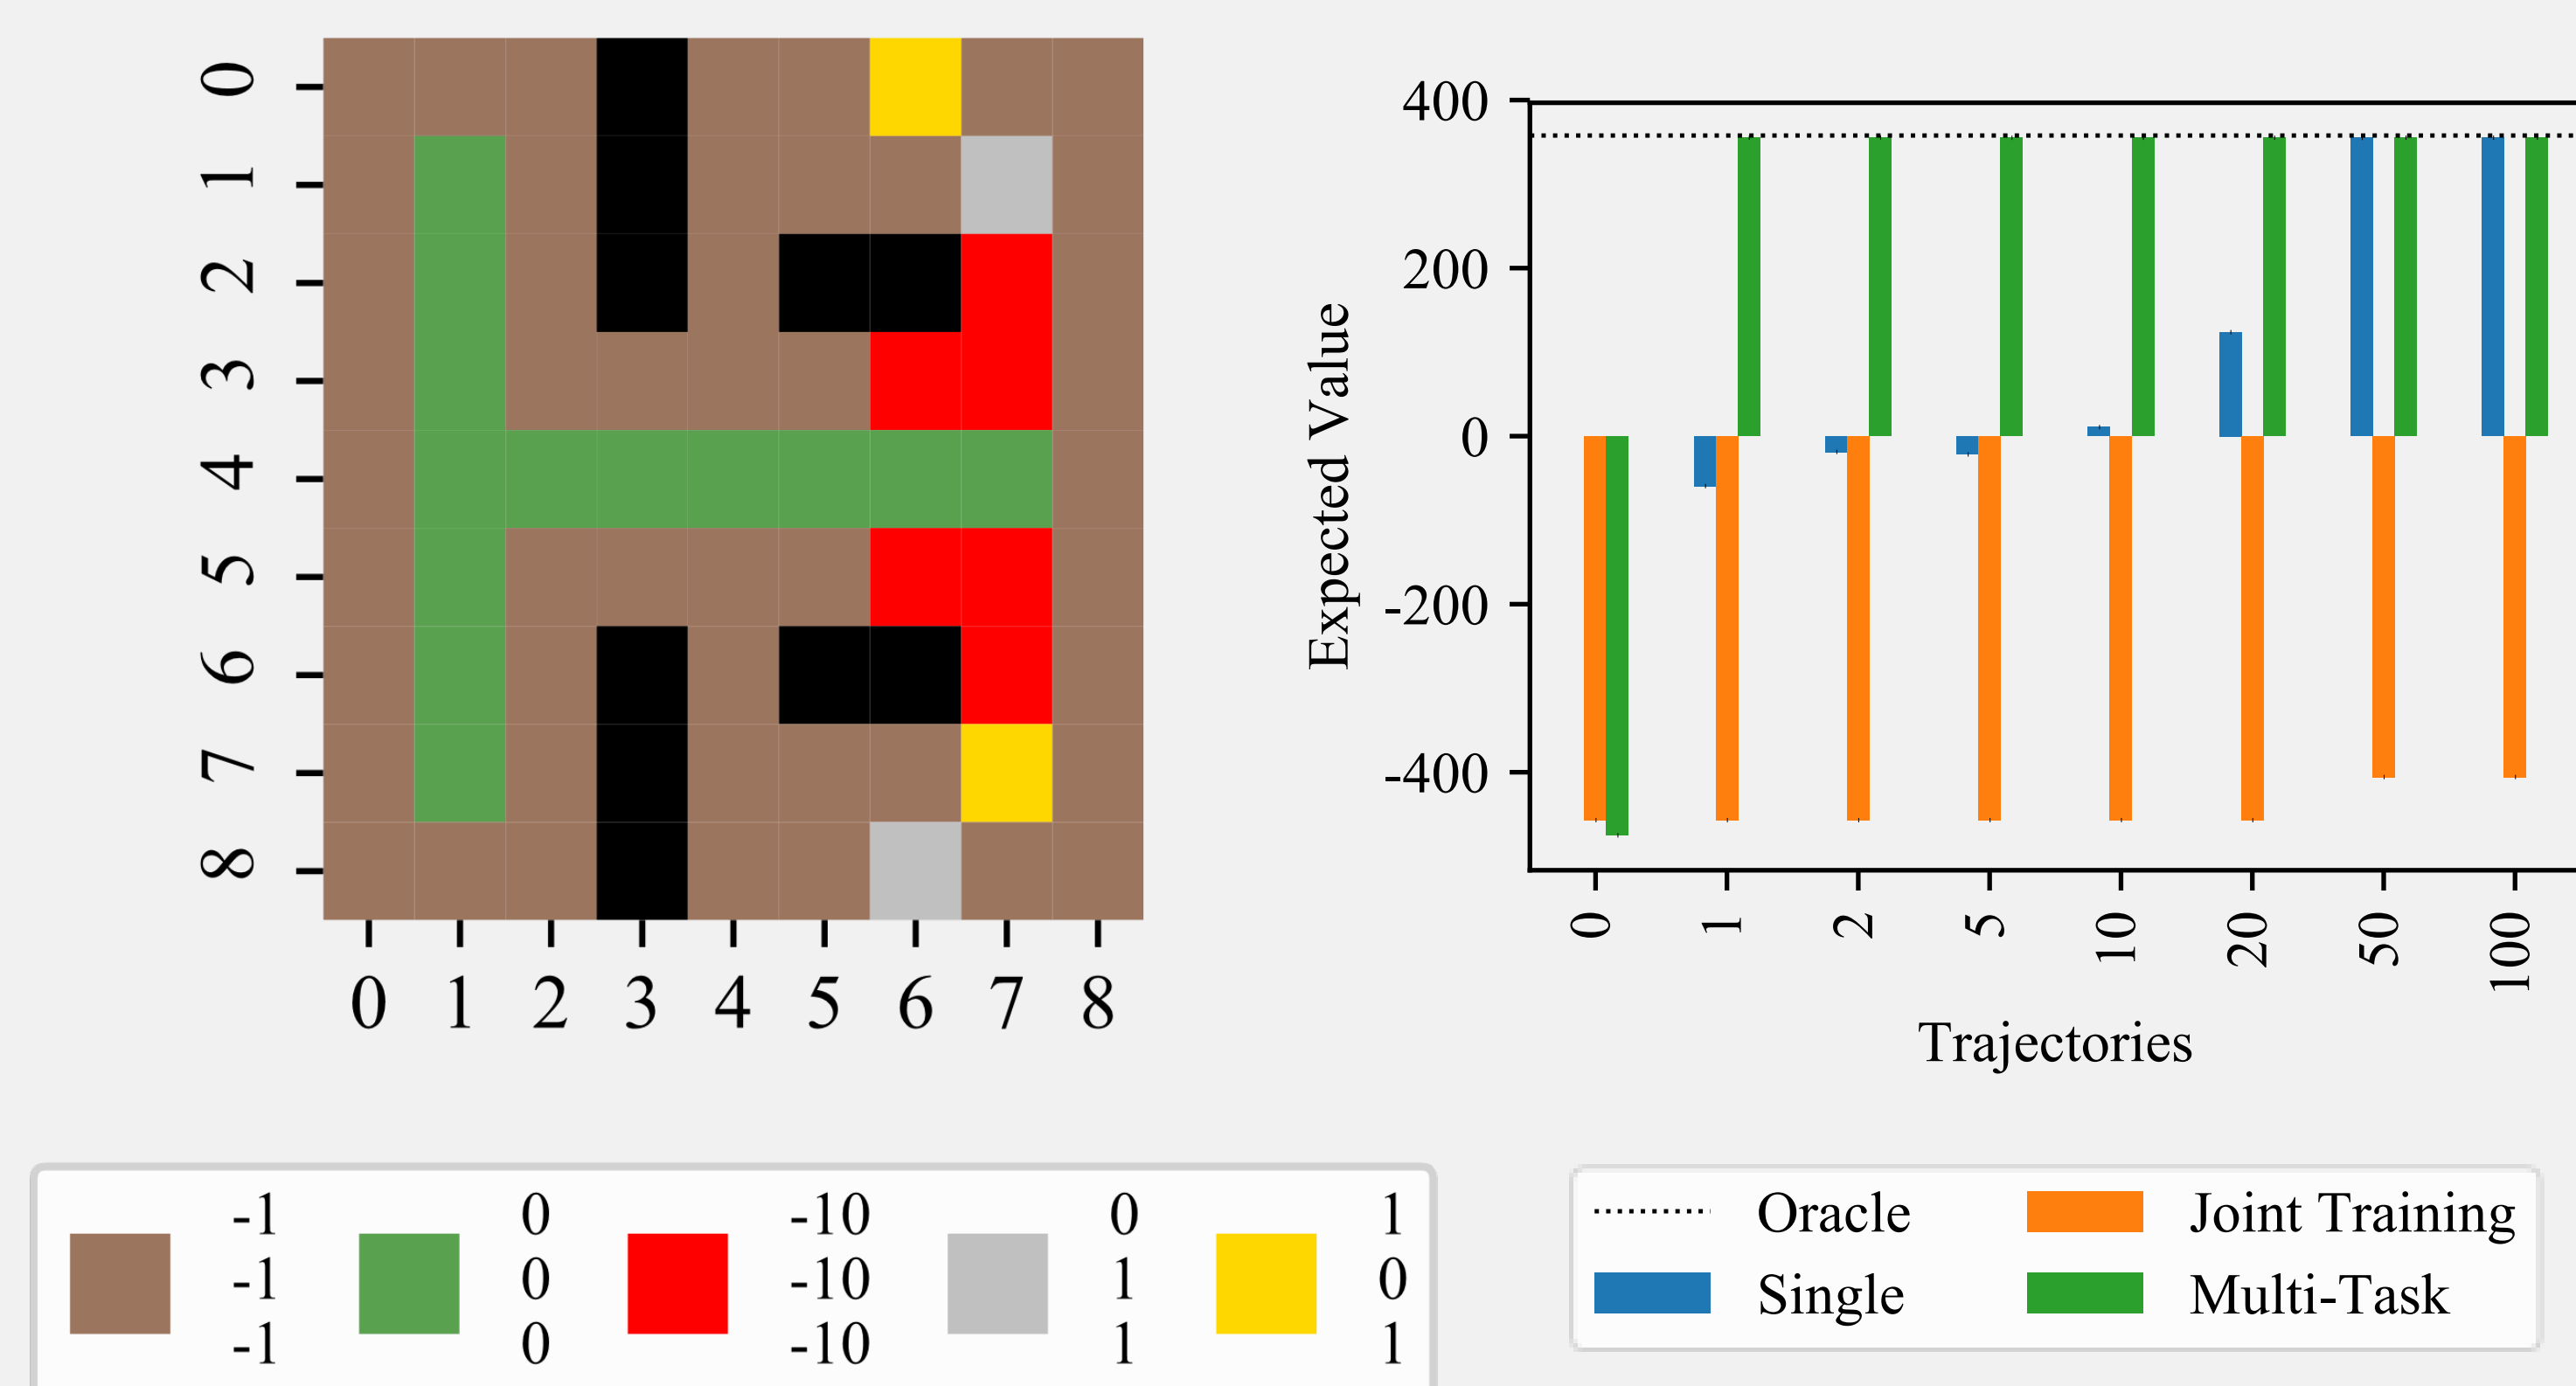 0
1
2
3
4
5
6
7
8
0 1 2 3 4 5 6 7 8
Expected Value
400
200
0
-200
-400
0 1 2 5 10 20 50 100
Trajectories
-1 0 -10 0 1
-1 0 -10 1 0
-1 0 -10 1 1
Oracle Joint Training
Single Multi-Task